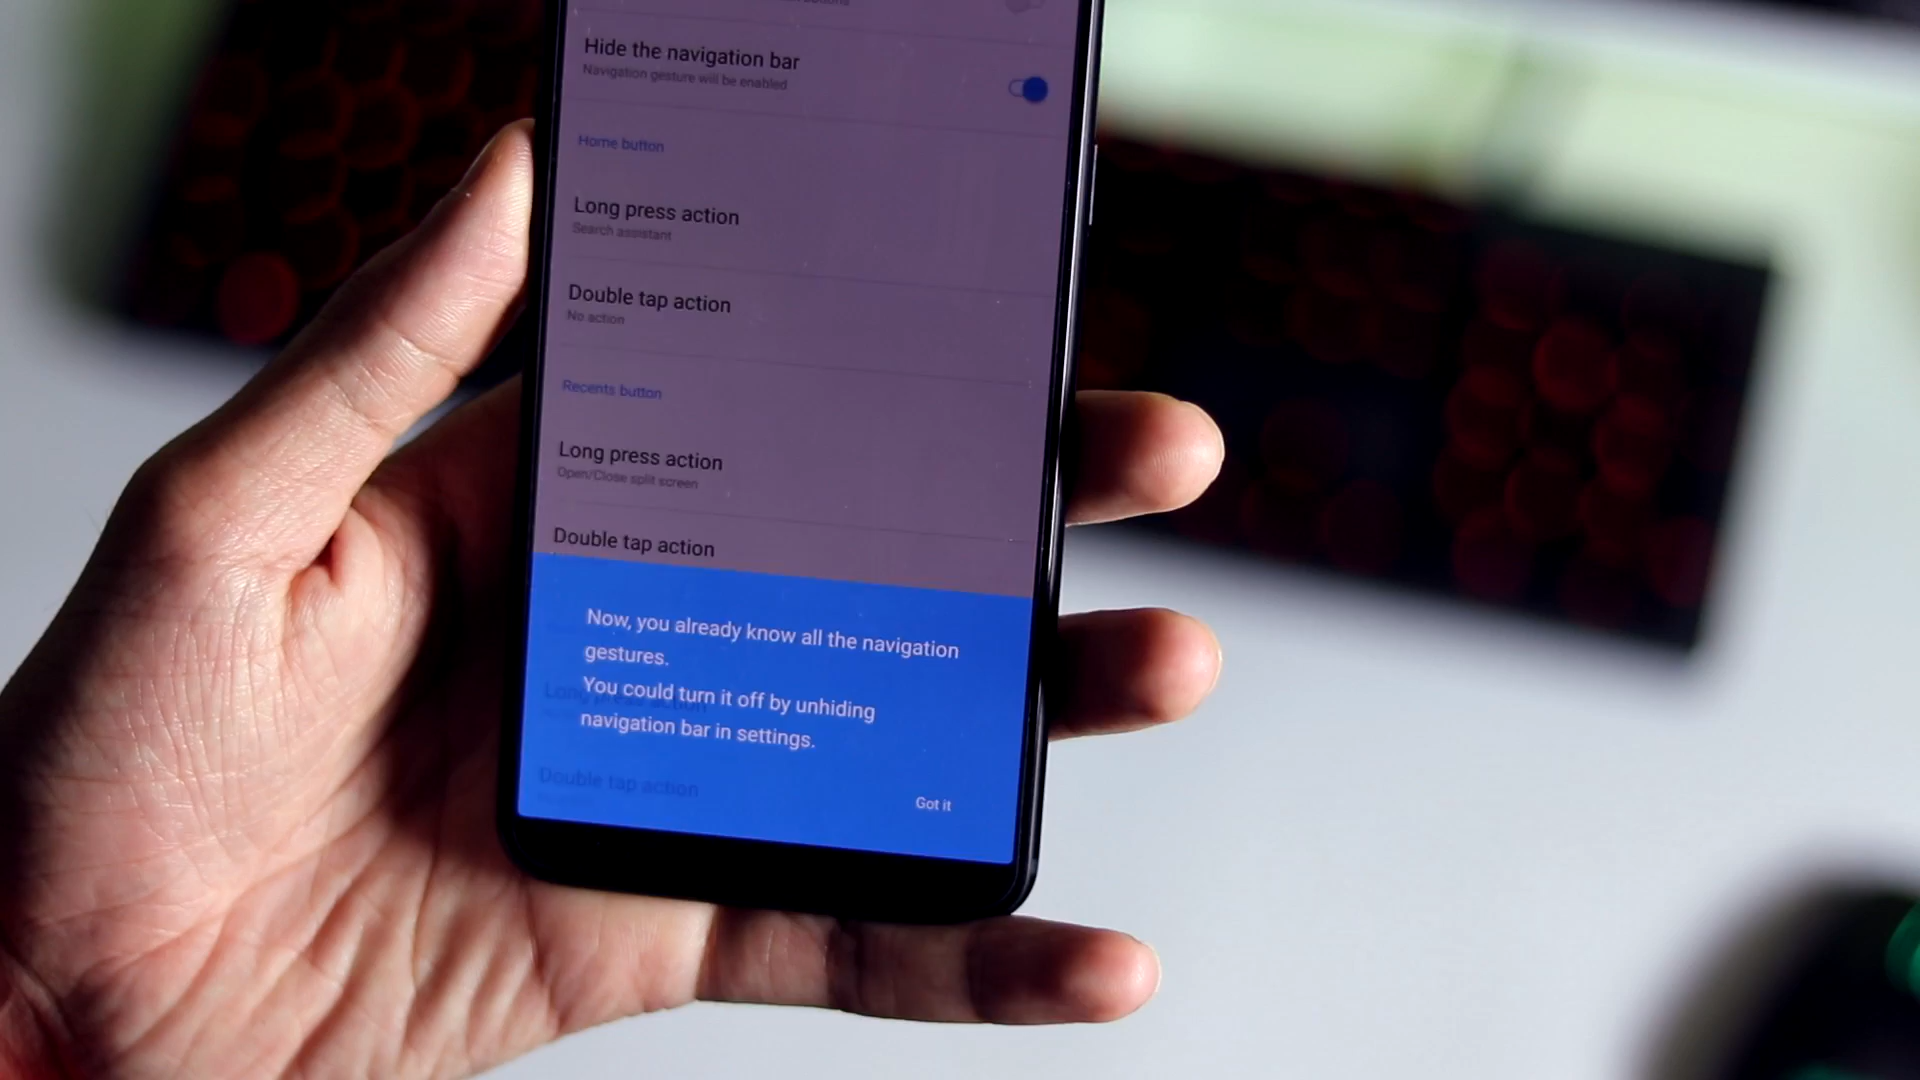 Hide the navigation bar
Navigation gesture will be enabled
Home button
Long press action
Search assistant
Double tap action
No action
Recents button
Long press action
Open/Close split screen
Double tap action
Now, you already know all the navigation
gestures.
You could turn it off by unhiding
navigation bar in settings.
Long press action
Double tap action
Got it